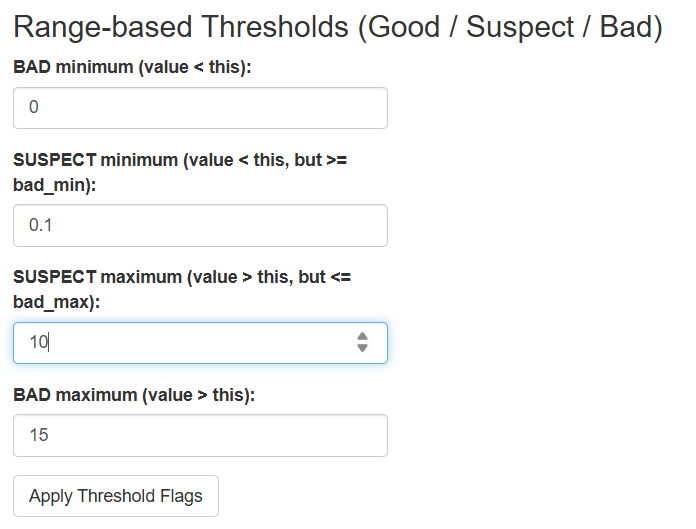 Range-based Thresholds (Good / Suspect / Bad)
BAD minimum (value < this):
0
SUSPECT minimum (value < this, but >=
bad_min):
0.1
SUSPECT maximum (value > this, but <=
bad_max):
10
BAD maximum (value > this):
15
Apply Threshold Flags